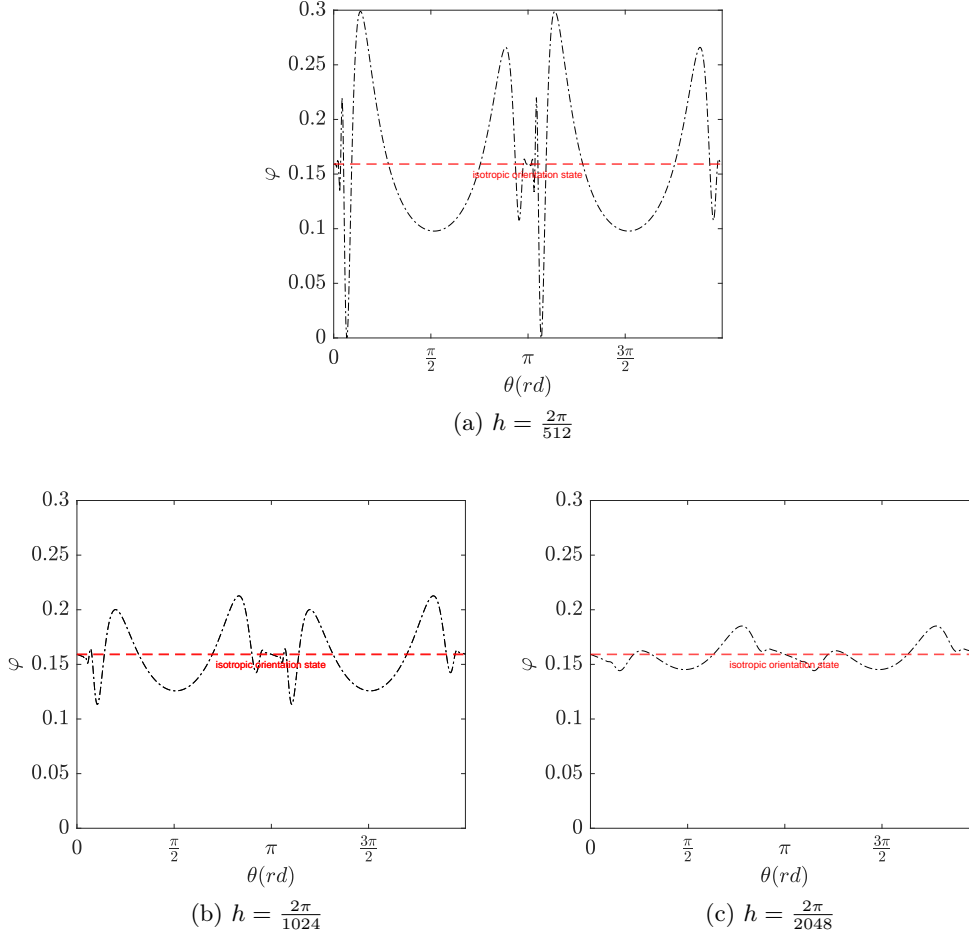 0.3
0.25
0.2
0.15
0.1
0.05
0
φ
isotropic orientation state
0 π/2 π 3π/2
θ(rd)
(a) h = 2π/512
0.3
0.25
0.2
0.15
0.1
0.05
0
φ
isotropic orientation state
0 π/2 π 3π/2
θ(rd)
(b) h = 2π/1024
0.3
0.25
0.2
0.15
0.1
0.05
0
φ
isotropic orientation state
0 π/2 π 3π/2
θ(rd)
(c) h = 2π/2048